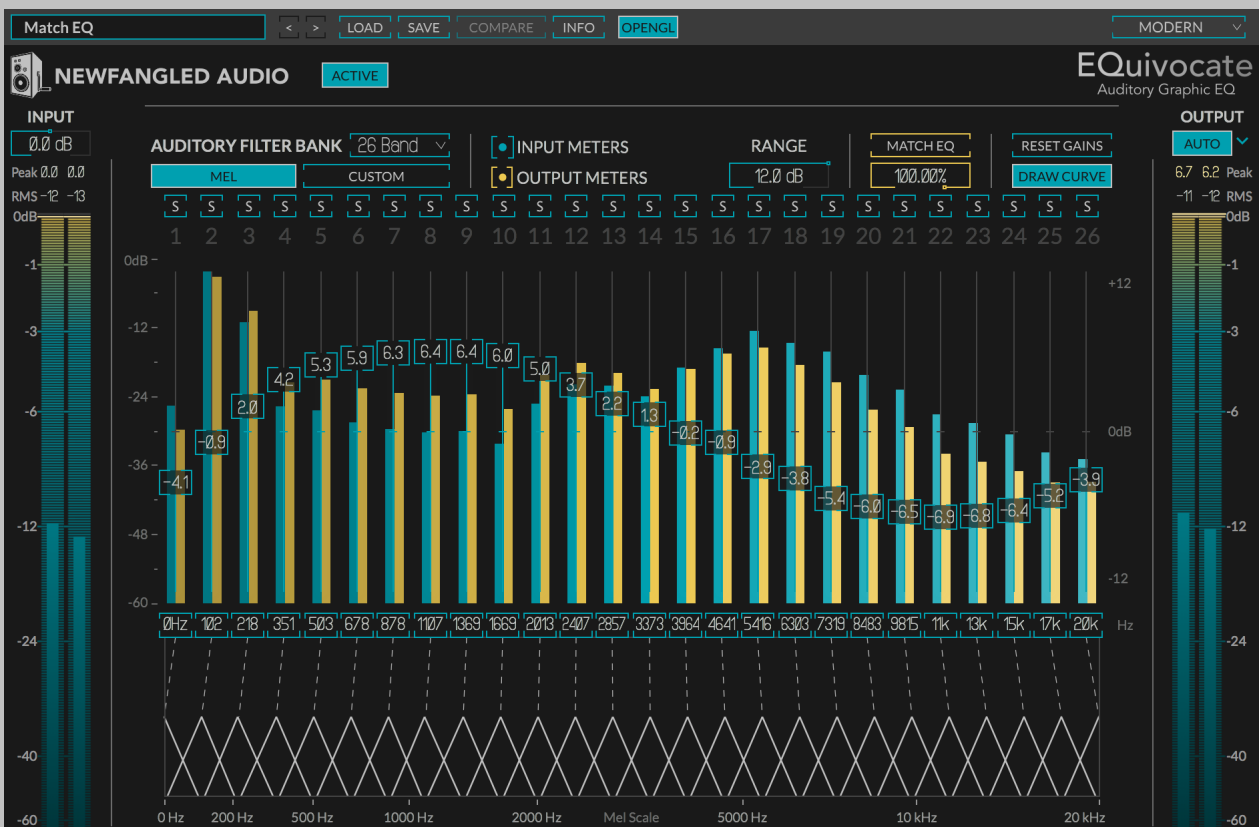 Match EQ < > LOAD SAVE COMPARE INFO OPENGL MODERN
NEWFANGLED AUDIO ACTIVE
EQuivocate
Auditory Graphic EQ
INPUT
0.0 dB
Peak 0.0 0.0
RMS -12 -13
0dB
-1
-3
-6
-12
-24
-40
-60
AUDITORY FILTER BANK 26 Band
MEL CUSTOM
INPUT METERS
OUTPUT METERS
RANGE
12.0 dB
MATCH EQ
100.00%
RESET GAINS
DRAW CURVE
S S S S S S S S S S S S S S S S S S S S S S S S S S
1 2 3 4 5 6 7 8 9 10 11 12 13 14 15 16 17 18 19 20 21 22 23 24 25 26
0dB
-12
-24
-36
-48
-60
-4.1 -0.9 2.0 4.2 5.3 5.9 6.3 6.4 6.4 6.0 5.0 3.7 2.2 1.3 -0.2 -0.9 -2.9 -3.8 -5.4 -6.0 -6.5 -6.9 -6.8 -6.4 -5.2 -3.9
+12
0dB
-12
0Hz 102 218 351 503 678 878 1107 1369 1669 2013 2407 2857 3373 3964 4641 5416 6303 7319 8483 9815 11k 13k 15k 17k 20k Hz
0 Hz 200 Hz 500 Hz 1000 Hz 2000 Hz Mel Scale 5000 Hz 10 kHz 20 kHz
OUTPUT
AUTO
6.7 6.2 Peak
-11 -12 RMS
0dB
-1
-3
-6
-12
-24
-40
-60